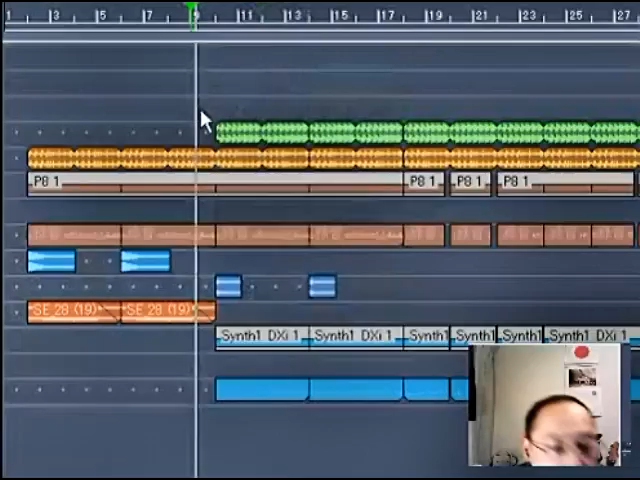 1 3 5 7 9 11 13 15 17 19 21 23 25 27
P8 1 P8 1 P8 1 P8 1
SE 28 (19) SE 28 (19)
Synth1 DXi 1 Synth1 DXi 1 Synth1 Synth1 Synth1 Synth1 DXi 1